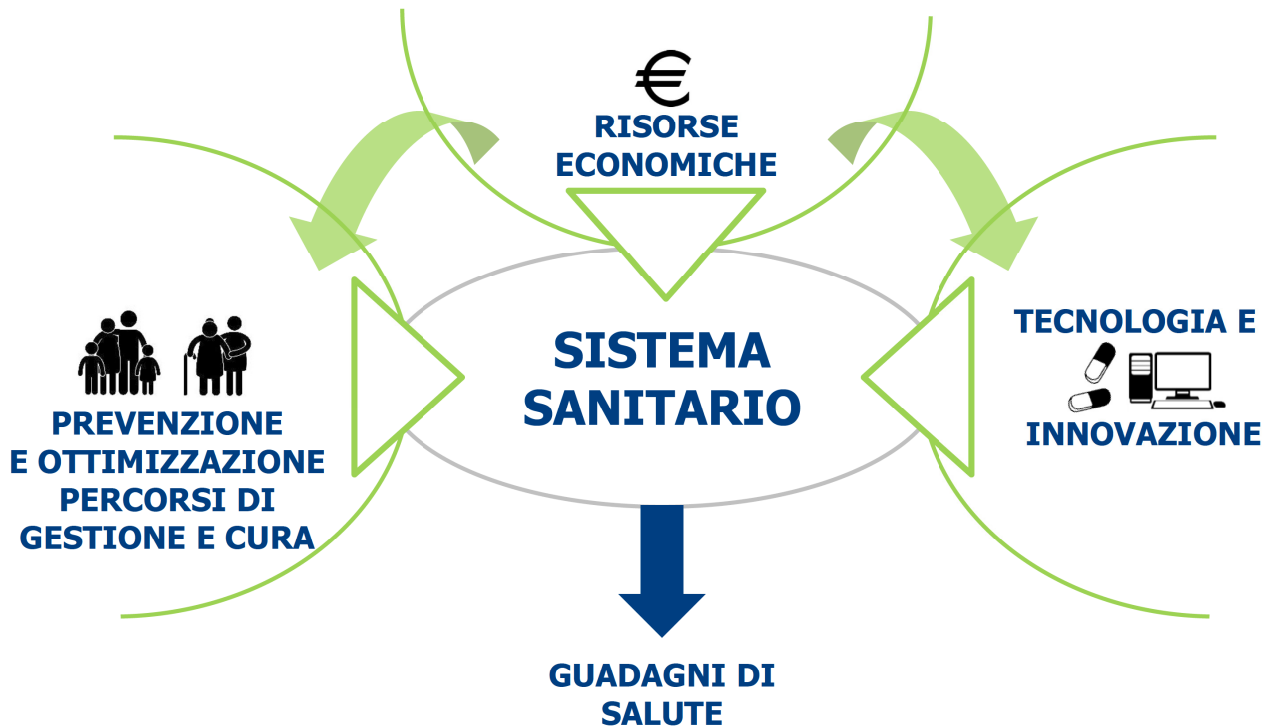 €
RISORSE
ECONOMICHE
SISTEMA
SANITARIO
PREVENZIONE
E OTTIMIZZAZIONE
PERCORSI DI
GESTIONE E CURA
TECNOLOGIA E
INNOVAZIONE
GUADAGNI DI
SALUTE